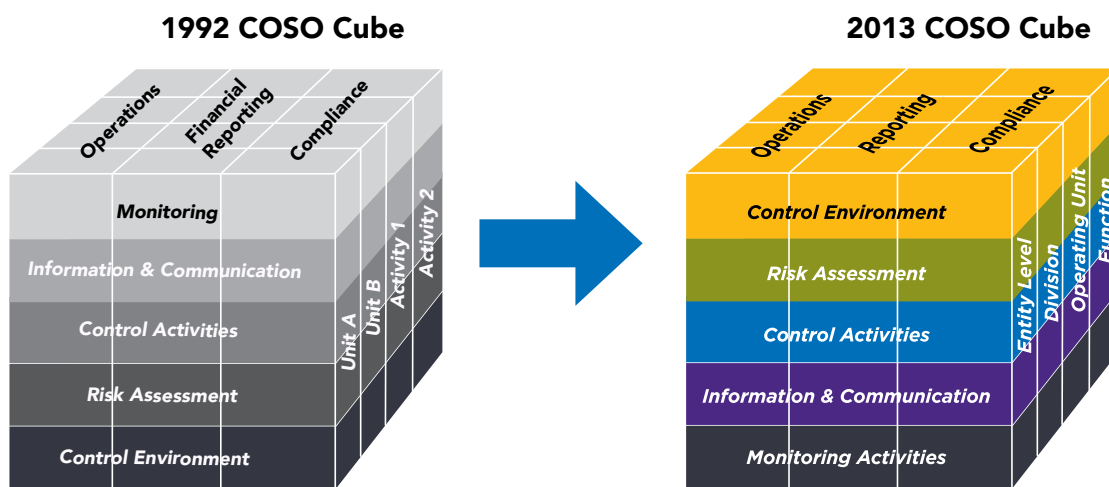 1992 COSO Cube
Operations
Financial
Reporting
Compliance
Monitoring
Information & Communication
Control Activities
Risk Assessment
Control Environment
Unit A
Unit B
Activity 1
Activity 2
2013 COSO Cube
Operations
Reporting
Compliance
Control Environment
Risk Assessment
Control Activities
Information & Communication
Monitoring Activities
Entity Level
Division
Operating Unit
Function